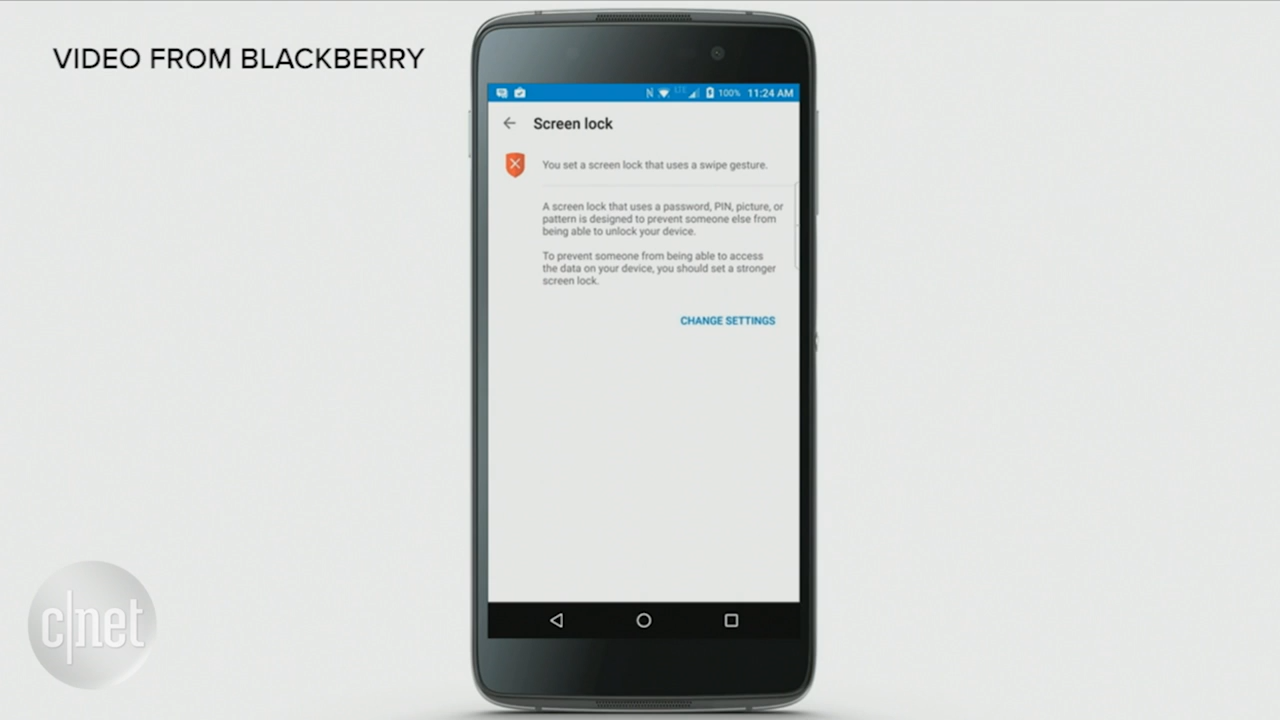 VIDEO FROM BLACKBERRY
LTE 100% 11:24 AM
Screen lock
You set a screen lock that uses a swipe gesture.
A screen lock that uses a password, PIN, picture, or
pattern is designed to prevent someone else from
being able to unlock your device.
To prevent someone from being able to access
the data on your device, you should set a stronger
screen lock.
CHANGE SETTINGS
c|net